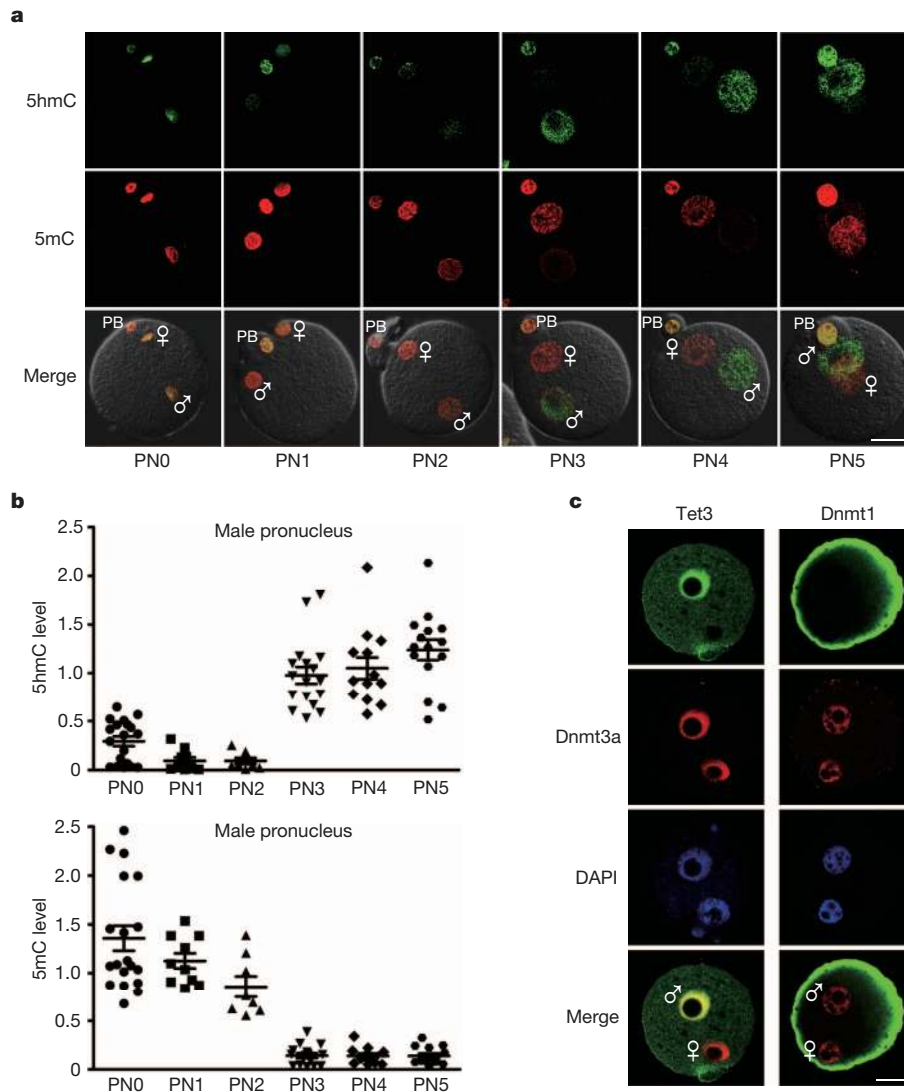 a
5hmC
5mC
PB ♀ ♂ PB ♀ ♂ PB ♀ ♂ PB ♀ ♂ PB ♀ ♂ PB ♂ ♀
Merge
PN0 PN1 PN2 PN3 PN4 PN5
b
Male pronucleus
2.5
2.0
1.5
1.0
0.5
0
5hmC level
PN0 PN1 PN2 PN3 PN4 PN5
Male pronucleus
2.5
2.0
1.5
1.0
0.5
0
5mC level
PN0 PN1 PN2 PN3 PN4 PN5
c
Tet3 Dnmt1
Dnmt3a
DAPI
Merge
♂ ♀ ♂ ♀